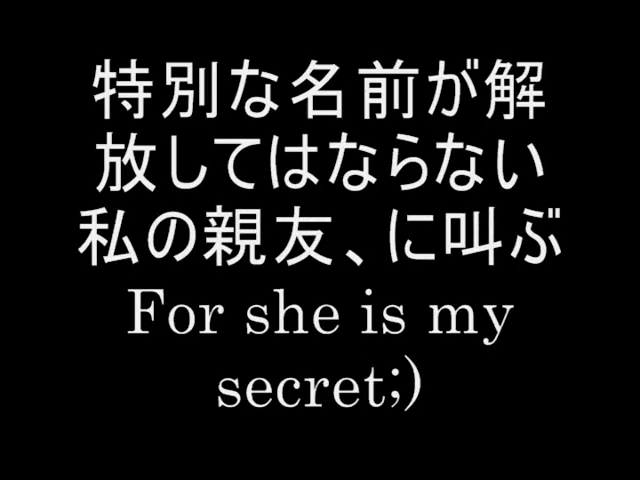 特別な名前が解
放してはならない
私の親友、に叫ぶ
For she is my
secret;)